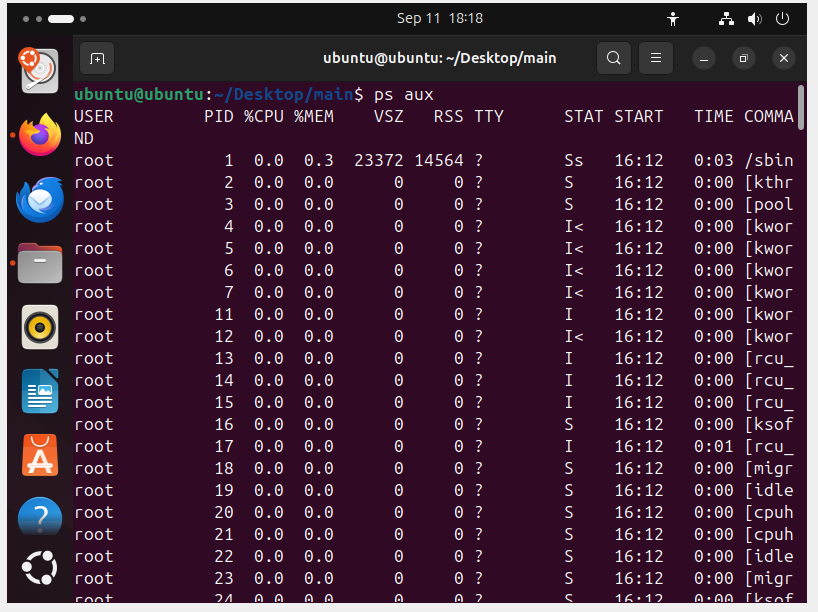 Sep 11 18:18
ubuntu@ubuntu: ~/Desktop/main
ubuntu@ubuntu:~/Desktop/main$ ps aux
USER PID %CPU %MEM VSZ RSS TTY STAT START TIME COMMA
ND
root 1 0.0 0.3 23372 14564 ? Ss 16:12 0:03 /sbin
root 2 0.0 0.0 0 0 ? S 16:12 0:00 [kthr
root 3 0.0 0.0 0 0 ? S 16:12 0:00 [pool
root 4 0.0 0.0 0 0 ? I< 16:12 0:00 [kwor
root 5 0.0 0.0 0 0 ? I< 16:12 0:00 [kwor
root 6 0.0 0.0 0 0 ? I< 16:12 0:00 [kwor
root 7 0.0 0.0 0 0 ? I< 16:12 0:00 [kwor
root 11 0.0 0.0 0 0 ? I 16:12 0:00 [kwor
root 12 0.0 0.0 0 0 ? I< 16:12 0:00 [kwor
root 13 0.0 0.0 0 0 ? I 16:12 0:00 [rcu_
root 14 0.0 0.0 0 0 ? I 16:12 0:00 [rcu_
root 15 0.0 0.0 0 0 ? I 16:12 0:00 [rcu_
root 16 0.0 0.0 0 0 ? S 16:12 0:00 [ksof
root 17 0.0 0.0 0 0 ? I 16:12 0:01 [rcu_
root 18 0.0 0.0 0 0 ? S 16:12 0:00 [migr
root 19 0.0 0.0 0 0 ? S 16:12 0:00 [idle
root 20 0.0 0.0 0 0 ? S 16:12 0:00 [cpuh
root 21 0.0 0.0 0 0 ? S 16:12 0:00 [cpuh
root 22 0.0 0.0 0 0 ? S 16:12 0:00 [idle
root 23 0.0 0.0 0 0 ? S 16:12 0:00 [migr
root 24 0.0 0.0 0 0 ? S 16:12 0:00 [ksof